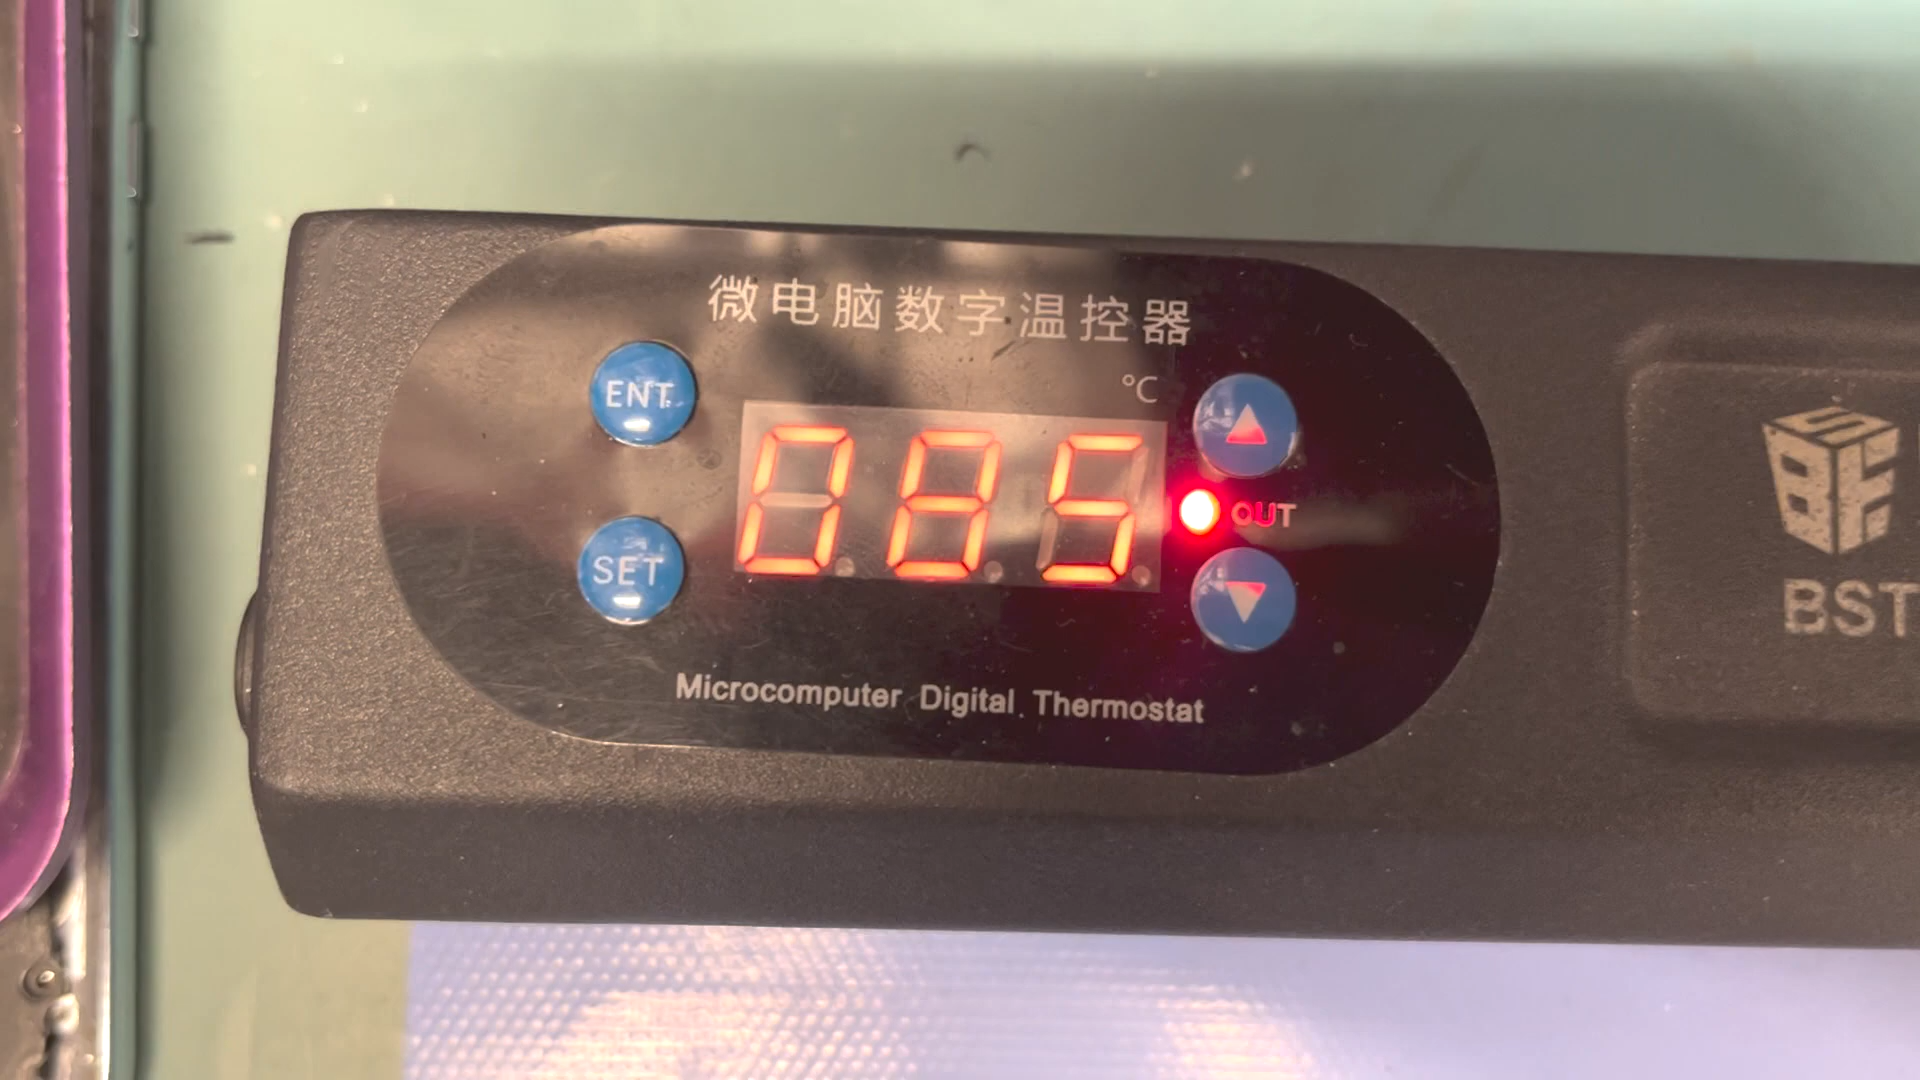 微电脑数字温控器
°C
ENT
085
OUT
SET
Microcomputer Digital Thermostat
BST